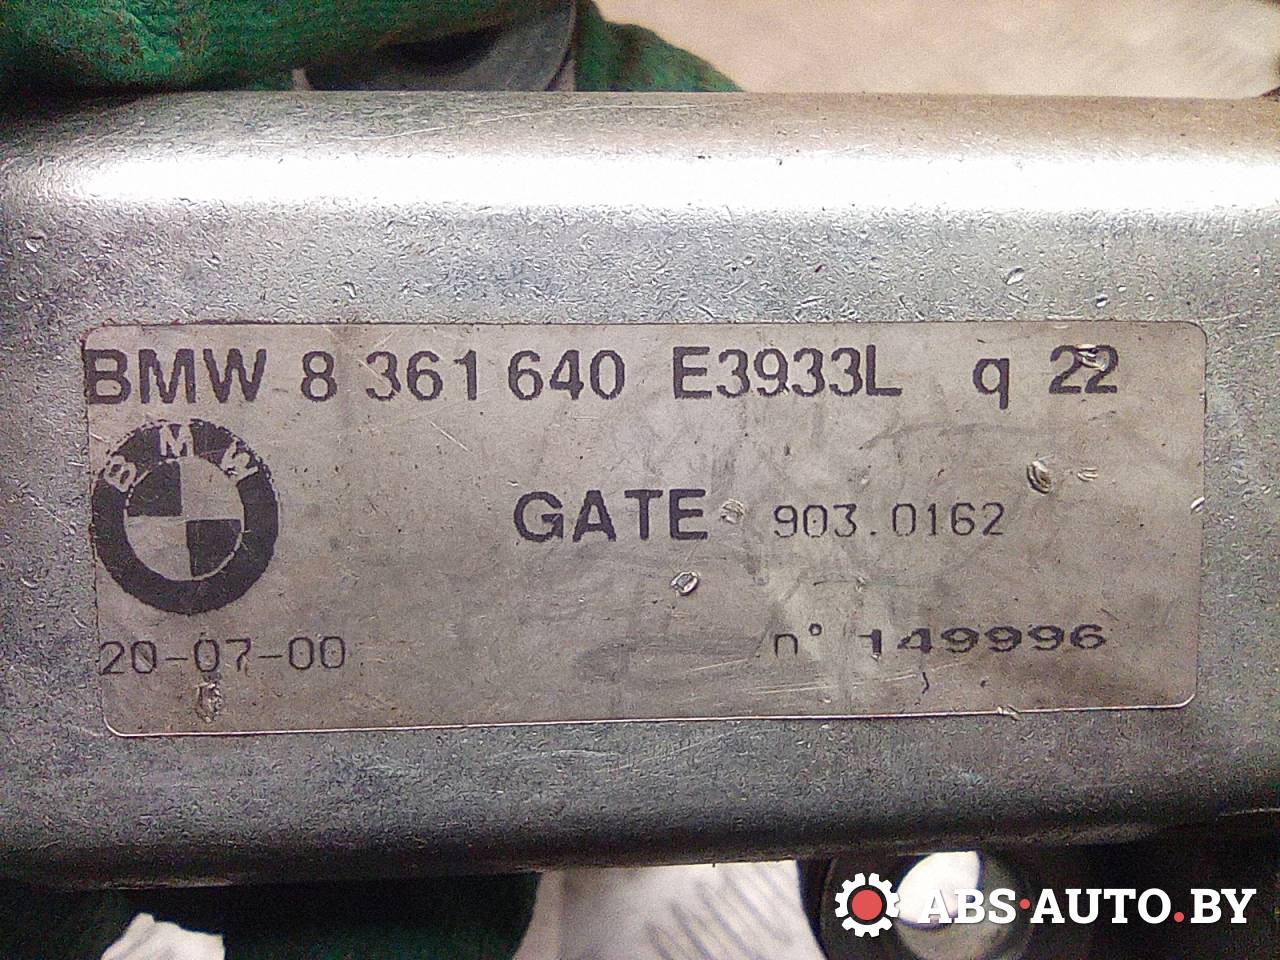 BMW 8 361 640 E3933L q 22
BMW
GATE 903.0162
20-07-00 n° 149996
ABS·AUTO.BY